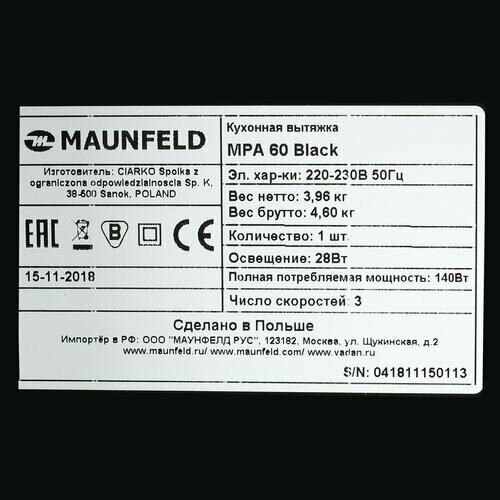 MAUNFELD
Изготовитель: CIARKO Spolka z
ograniczona odpowiedzialnoscia Sp. K,
38-500 Sanok, POLAND
EAC B CE
15-11-2018
Кухонная вытяжка
MPA 60 Black
Эл. хар-ки: 220-230В 50Гц
Вес нетто: 3,96 кг
Вес брутто: 4,60 кг
Количество: 1 шт.
Освещение: 28Вт
Полная потребляемая мощность: 140Вт
Число скоростей: 3
Сделано в Польше
Импортёр в РФ: ООО "МАУНФЕЛД РУС", 123182, Москва, ул. Щукинская, д.2
www.maunfeld.ru/ www.maunfeld.com/ www.vadan.ru
S/N: 041811150113